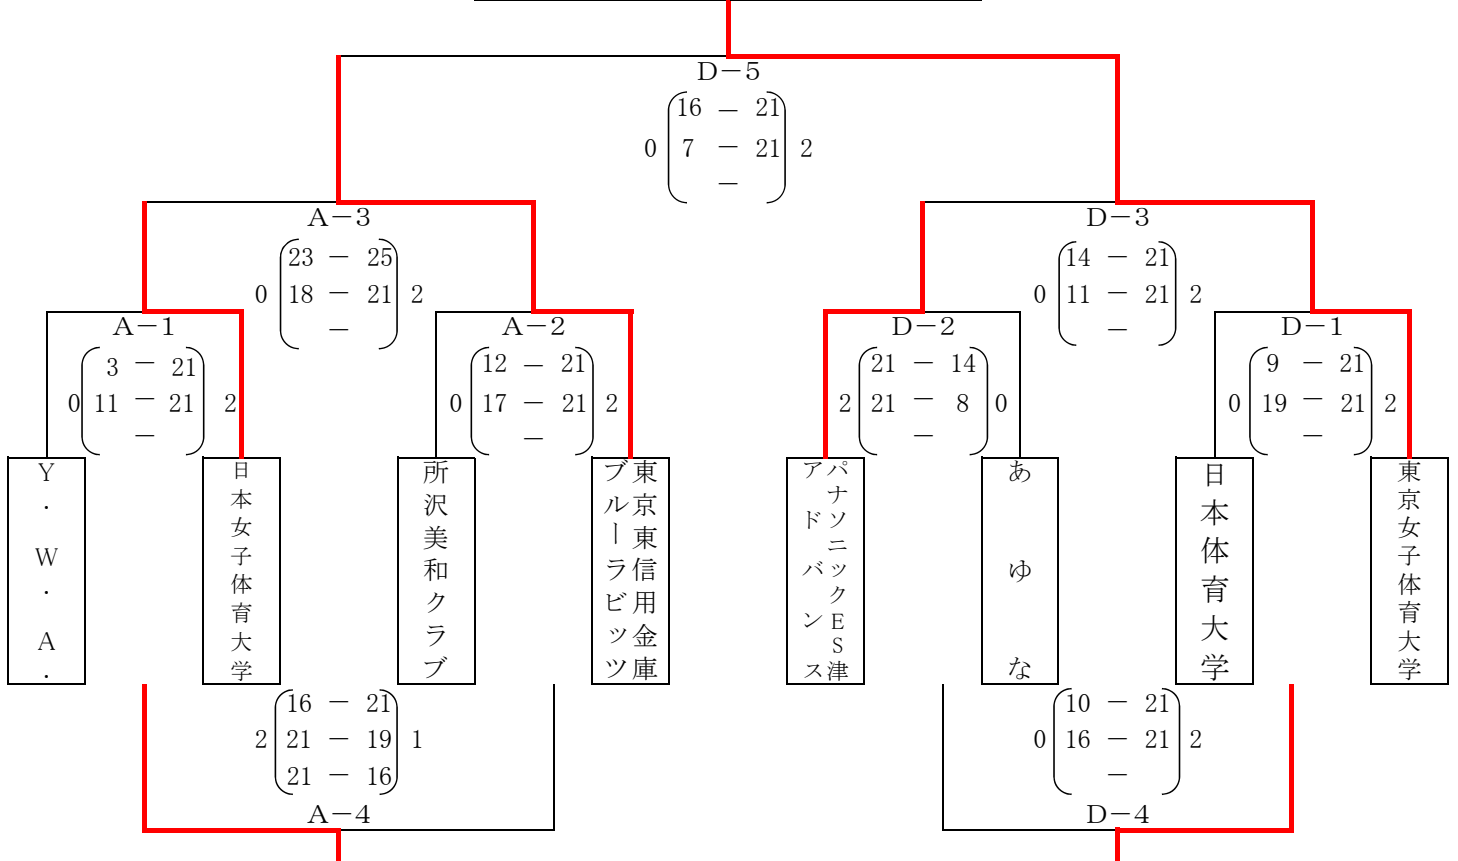 D－5
16 － 21
0 7 － 21 2
－
A－3
23 － 25
0 18 － 21 2
－
D－3
14 － 21
0 11 － 21 2
－
A－1
3 － 21
0 11 － 21 2
－
A－2
12 － 21
0 17 － 21 2
－
D－2
21 － 14
2 21 － 8 0
－
D－1
9 － 21
0 19 － 21 2
－
Y．W．A．
日本女子体育大学
所沢美和クラブ
東京東信用金庫
ブルーラビッツ
パナソニックES津
アドバンス
あゆな
日本体育大学
東京女子体育大学
16 － 21
2 21 － 19 1
21 － 16
A－4
10 － 21
0 16 － 21 2
－
D－4